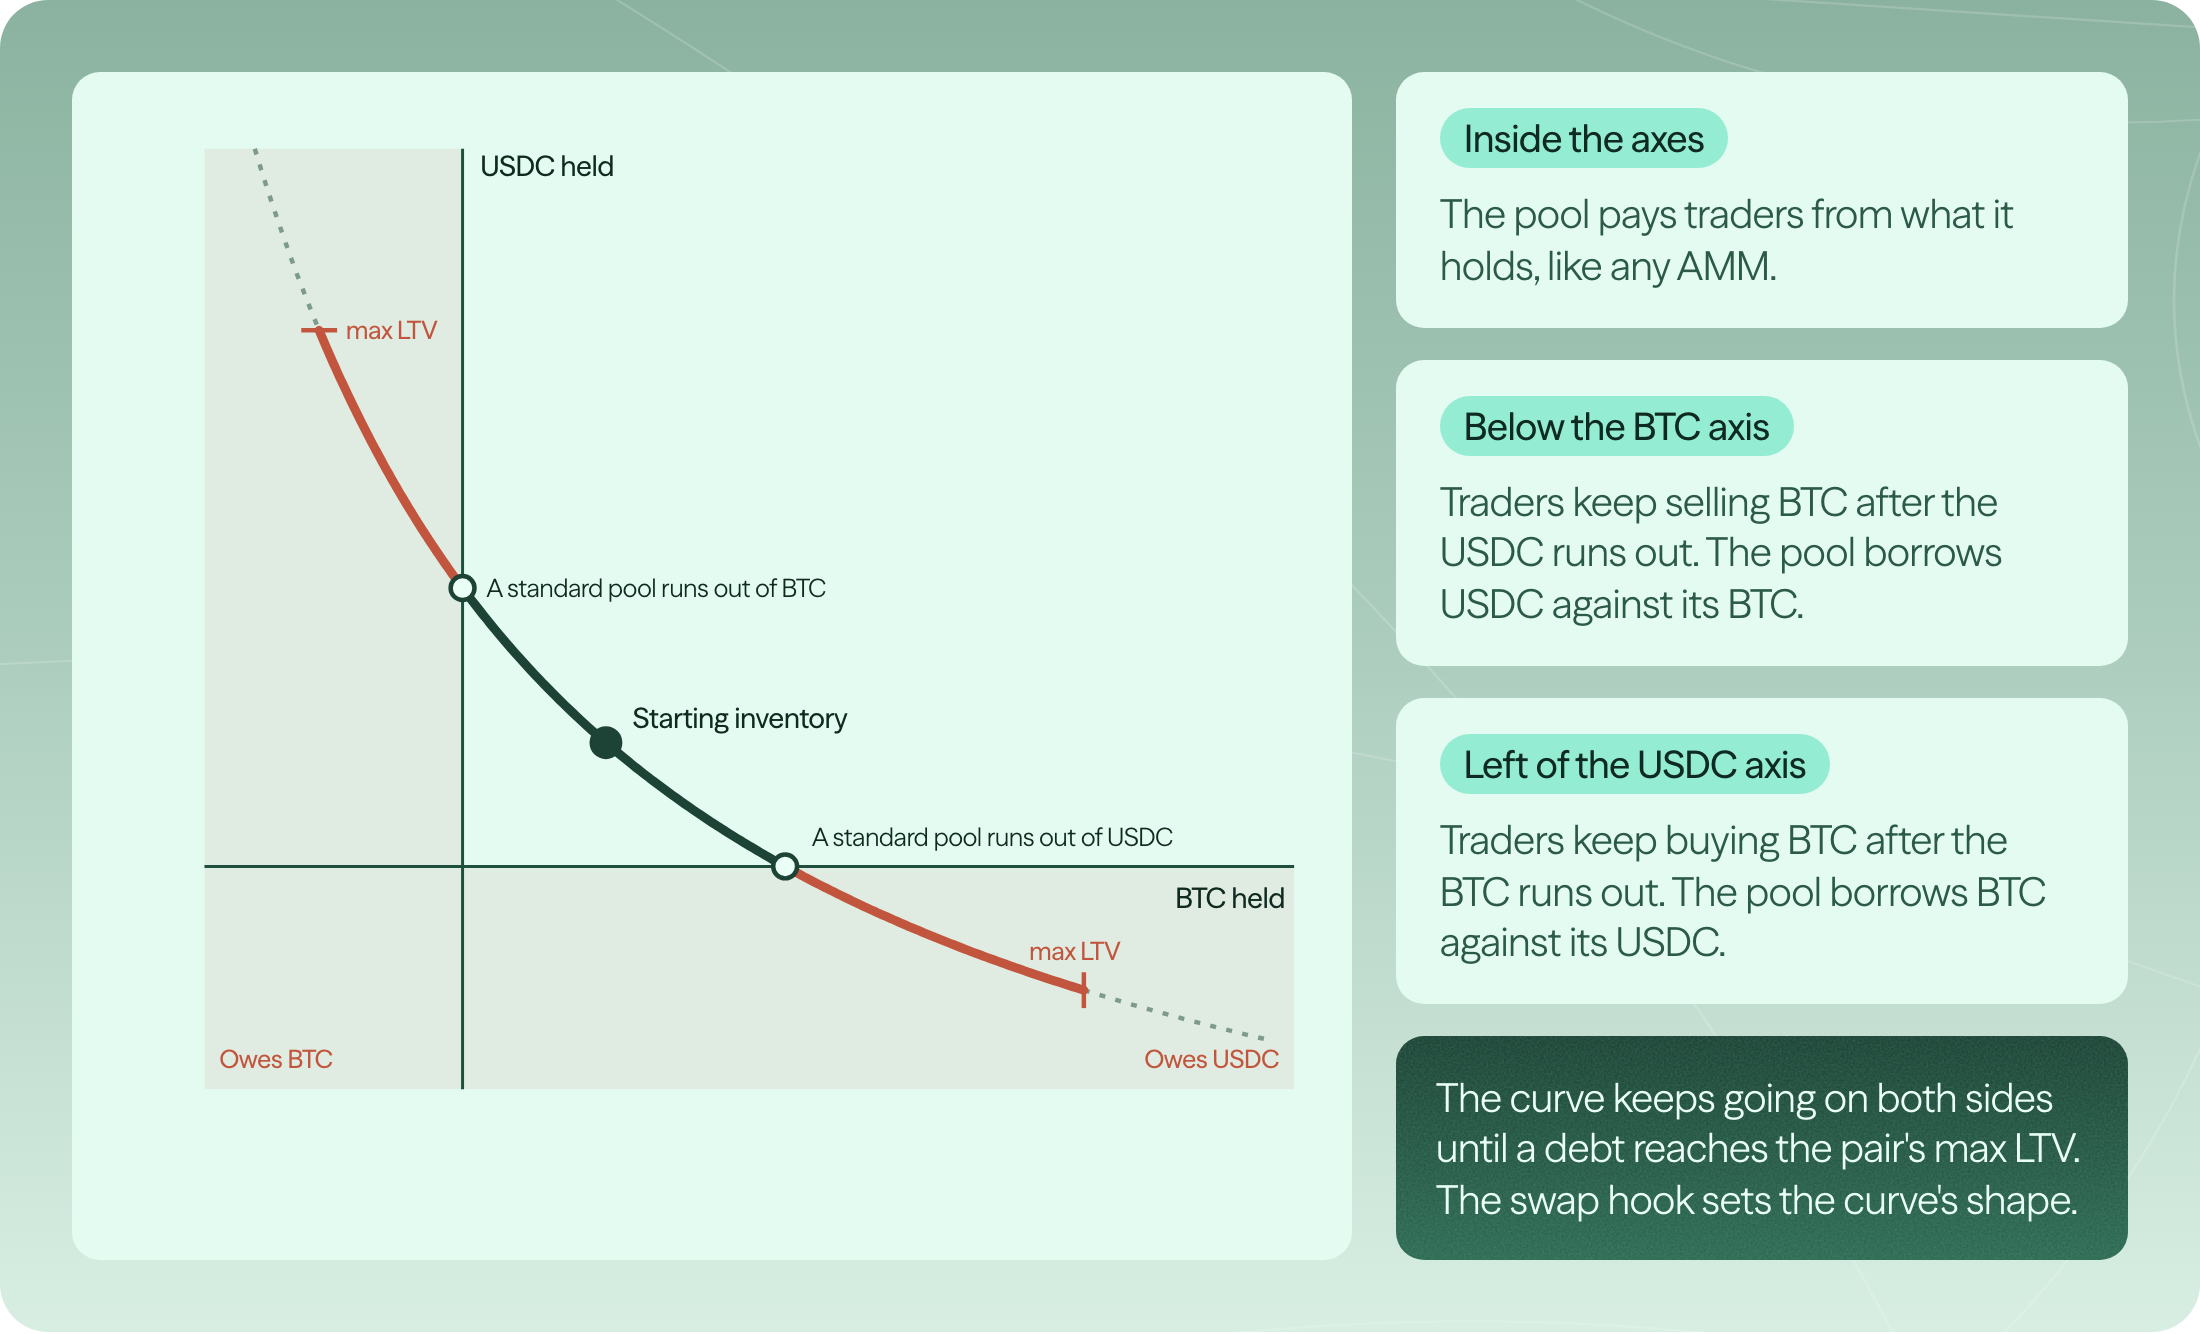 USDC held
max LTV
A standard pool runs out of BTC
Starting inventory
A standard pool runs out of USDC
BTC held
max LTV
Owes BTC
Owes USDC
Inside the axes
The pool pays traders from what it
holds, like any AMM.
Below the BTC axis
Traders keep selling BTC after the
USDC runs out. The pool borrows
USDC against its BTC.
Left of the USDC axis
Traders keep buying BTC after the
BTC runs out. The pool borrows BTC
against its USDC.
The curve keeps going on both sides
until a debt reaches the pair's max LTV.
The swap hook sets the curve's shape.